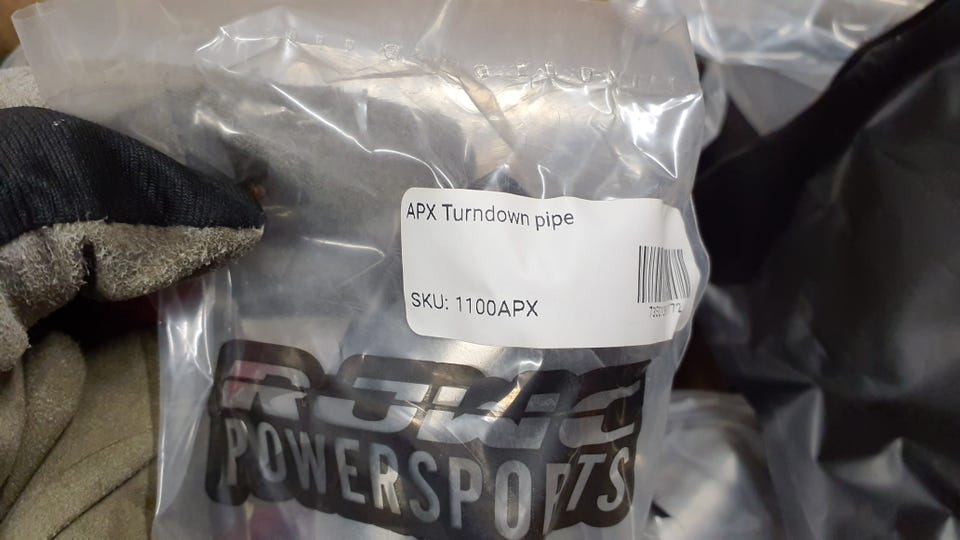 APX Turndown pipe
SKU: 1100APX
POWERSPORTS